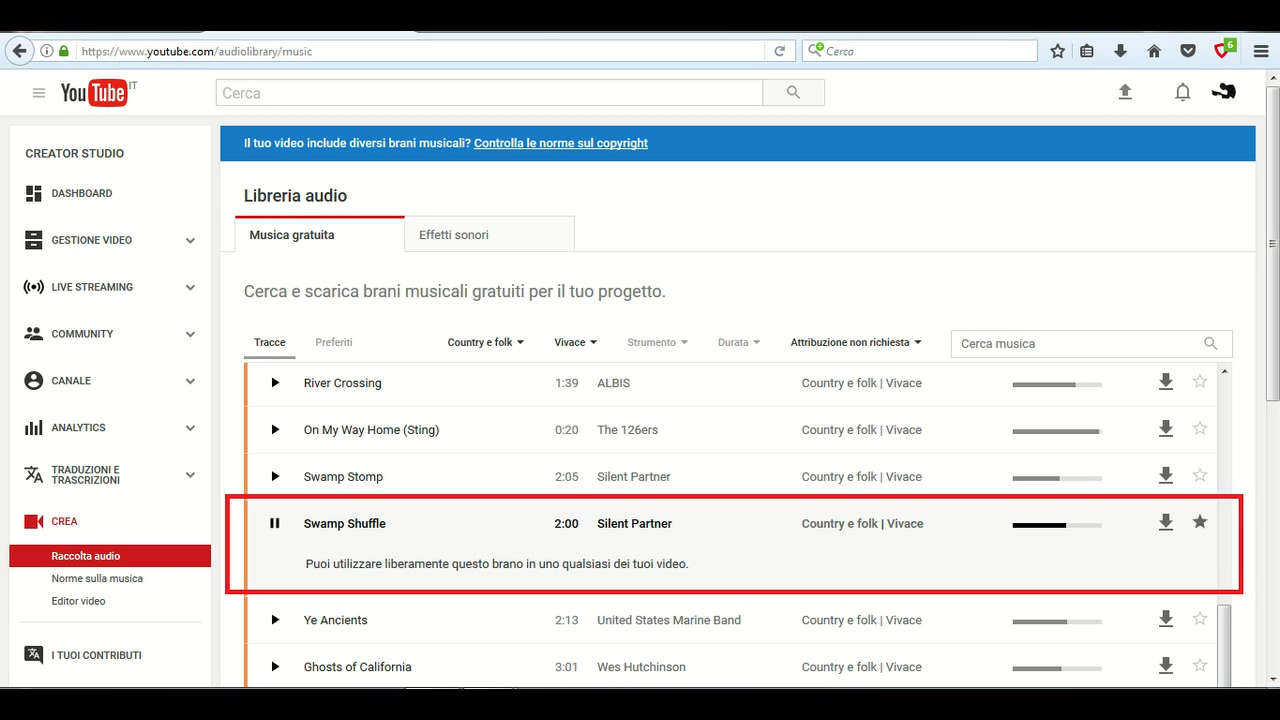 https://www.youtube.com/audiolibrary/music
Cerca
6
YouTube IT
Cerca
CREATOR STUDIO
DASHBOARD
GESTIONE VIDEO
LIVE STREAMING
COMMUNITY
CANALE
ANALYTICS
TRADUZIONI E
TRASCRIZIONI
CREA
Raccolta audio
Norme sulla musica
Editor video
I TUOI CONTRIBUTI
Il tuo video include diversi brani musicali? Controlla le norme sul copyright
Libreria audio
Musica gratuita Effetti sonori
Cerca e scarica brani musicali gratuiti per il tuo progetto.
Tracce Preferiti Country e folk Vivace Strumento Durata Attribuzione non richiesta Cerca musica
River Crossing 1:39 ALBIS Country e folk | Vivace
On My Way Home (Sting) 0:20 The 126ers Country e folk | Vivace
Swamp Stomp 2:05 Silent Partner Country e folk | Vivace
Swamp Shuffle 2:00 Silent Partner Country e folk | Vivace
Puoi utilizzare liberamente questo brano in uno qualsiasi dei tuoi video.
Ye Ancients 2:13 United States Marine Band Country e folk | Vivace
Ghosts of California 3:01 Wes Hutchinson Country e folk | Vivace